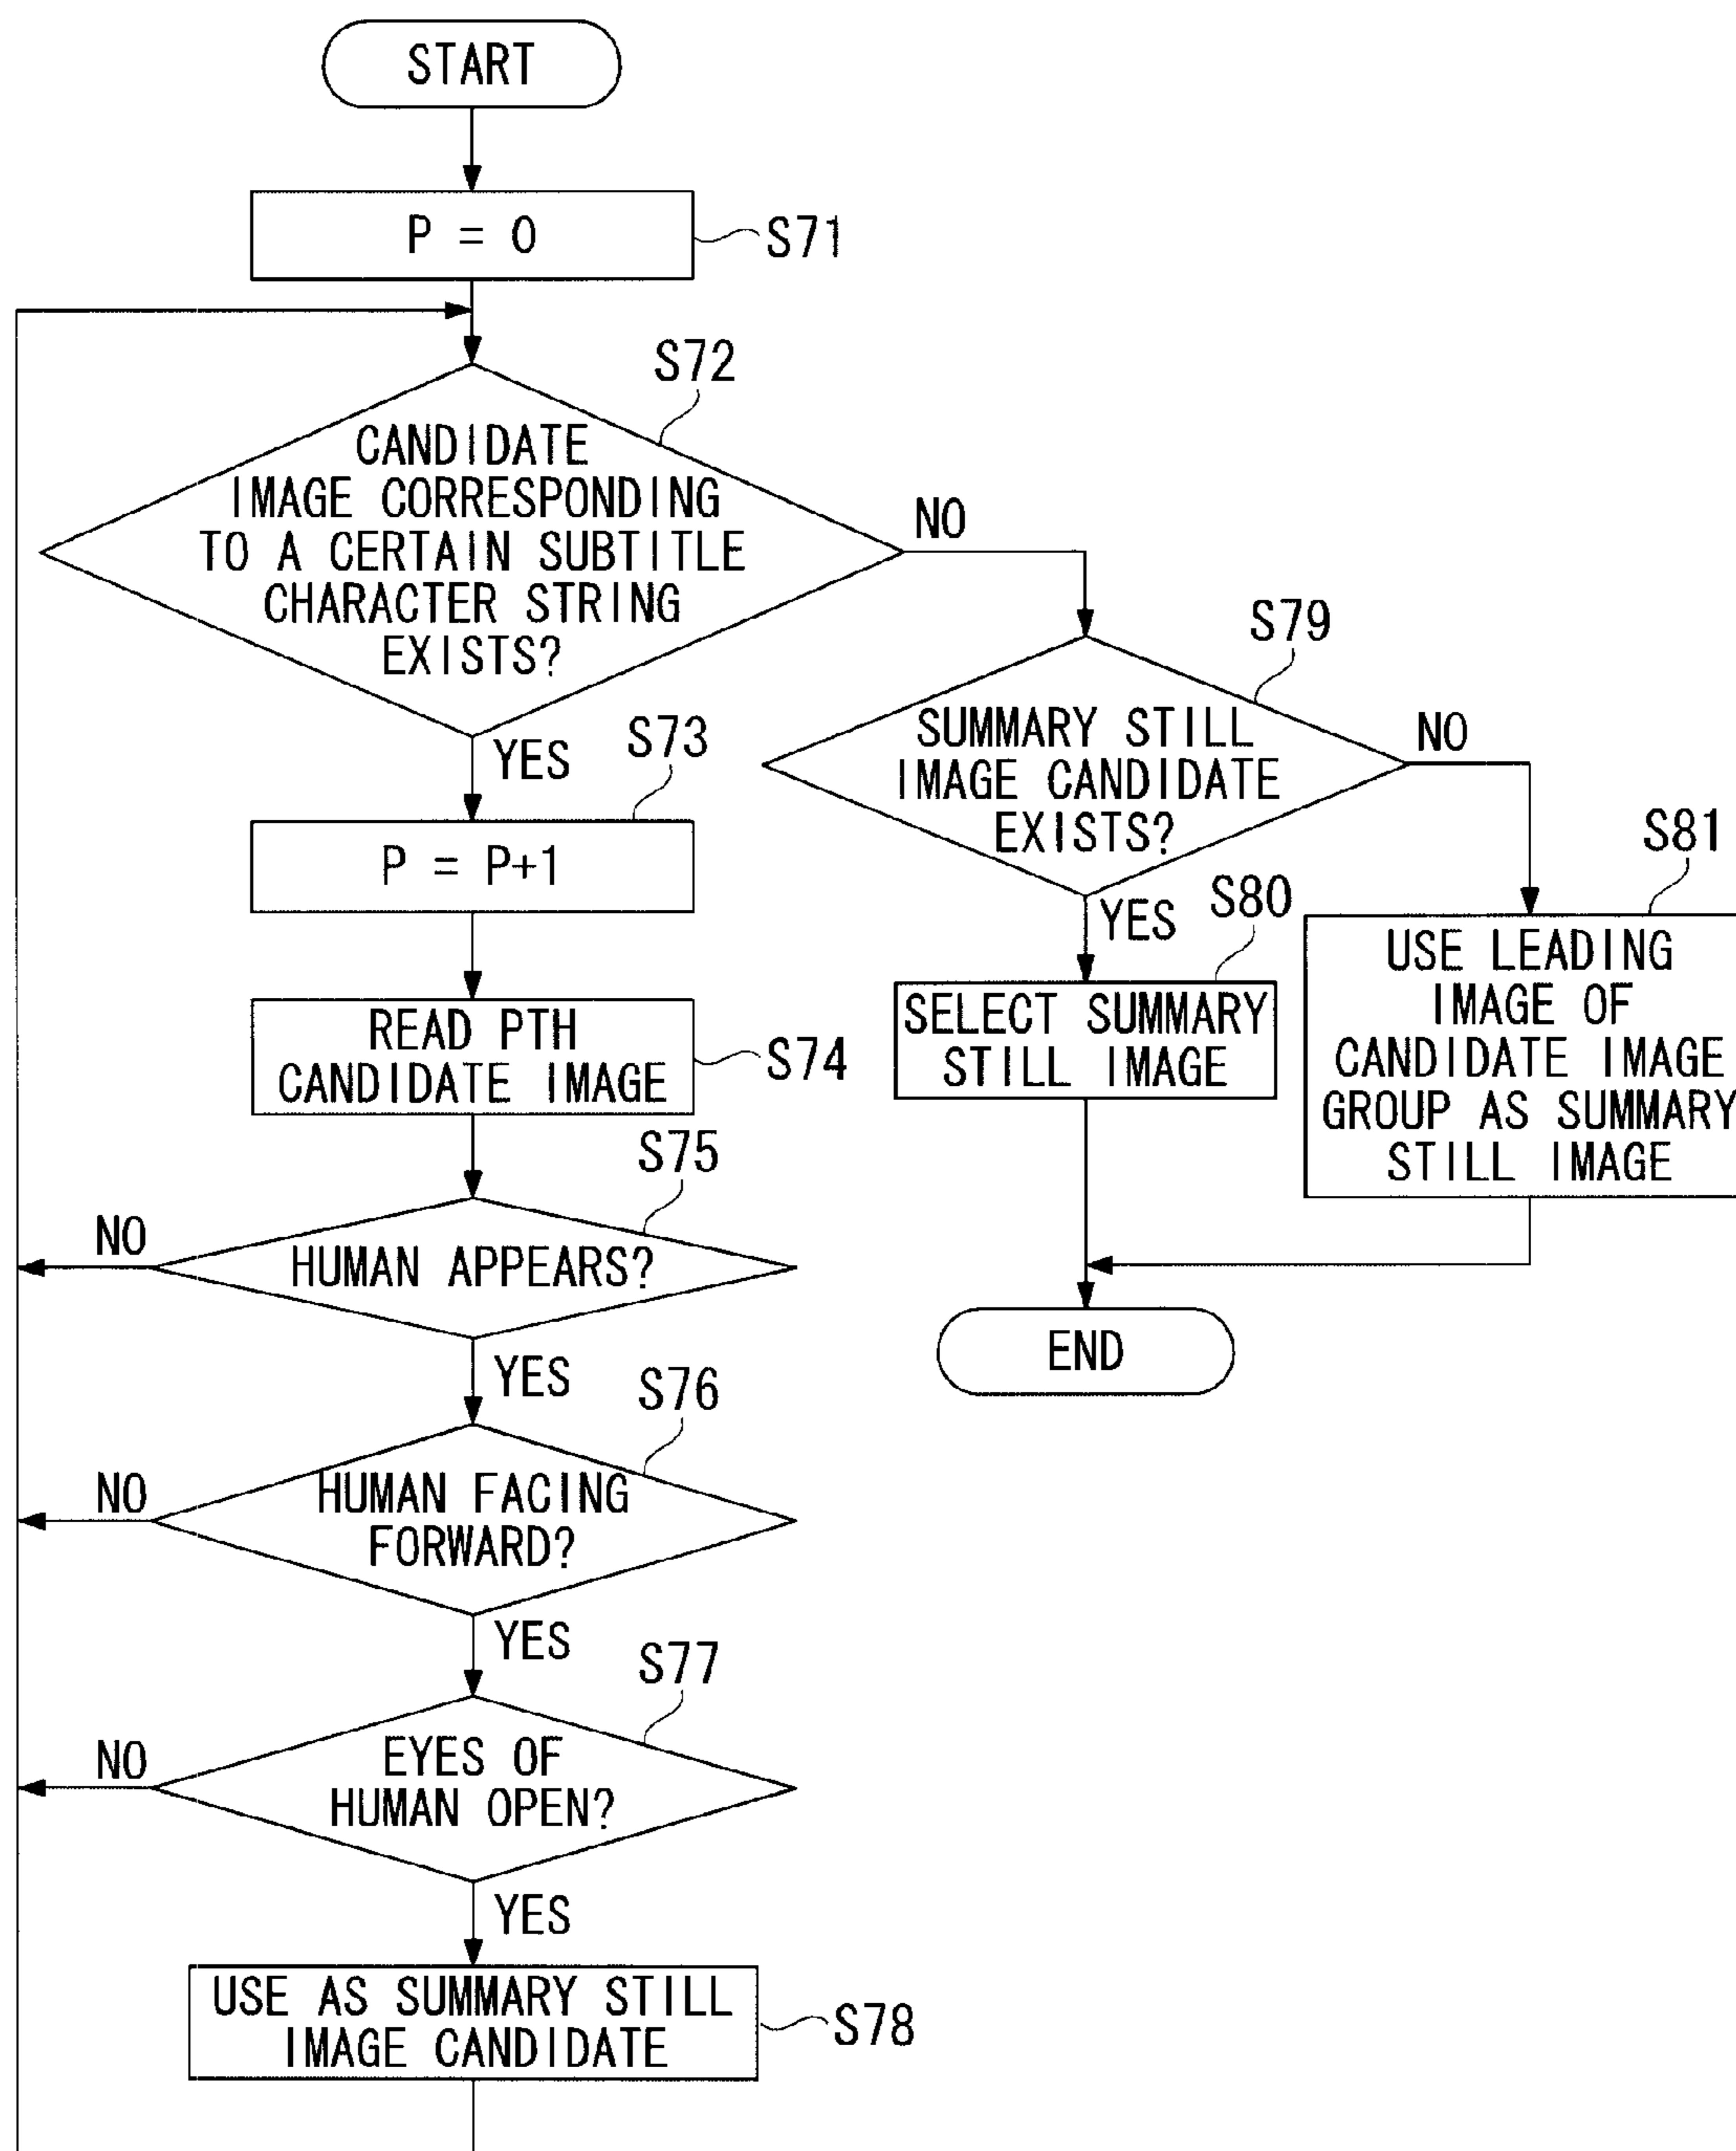 START
P = 0
S71
S72
CANDIDATE
IMAGE CORRESPONDING
TO A CERTAIN SUBTITLE
CHARACTER STRING
EXISTS?
NO
YES
S73
P = P+1
READ PTH
CANDIDATE IMAGE
S74
S75
HUMAN APPEARS?
NO
YES
S76
HUMAN FACING
FORWARD?
NO
YES
S77
EYES OF
HUMAN OPEN?
NO
YES
USE AS SUMMARY STILL
IMAGE CANDIDATE
S78
S79
SUMMARY STILL
IMAGE CANDIDATE
EXISTS?
NO
YES
S80
SELECT SUMMARY
STILL IMAGE
S81
USE LEADING
IMAGE OF
CANDIDATE IMAGE
GROUP AS SUMMARY
STILL IMAGE
END